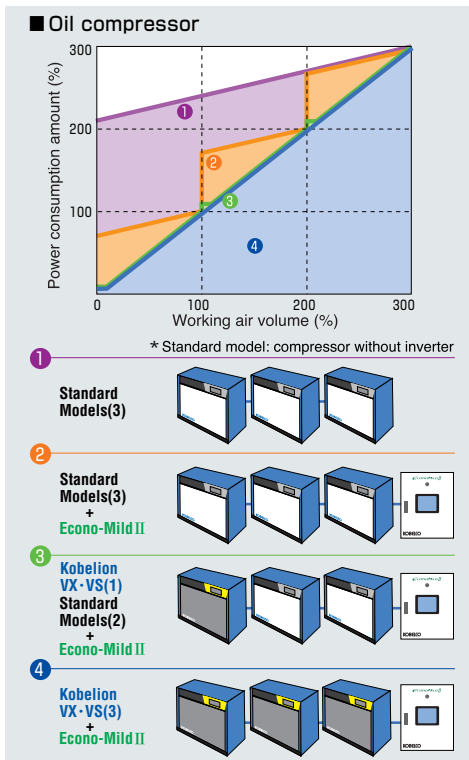 ■ Oil compressor
Power consumption amount (%)
300
200
100
0
100
200
300
1
2
3
4
Working air volume (%)
* Standard model: compressor without inverter
1
Standard
Models(3)
KOBELCO
2
Standard
Models(3)
+
Econo-Mild II
KOBELCO
3
Kobelion
VX・VS(1)
Standard
Models(2)
+
Econo-Mild II
KOBELCO
4
Kobelion
VX・VS(3)
+
Econo-Mild II
KOBELCO